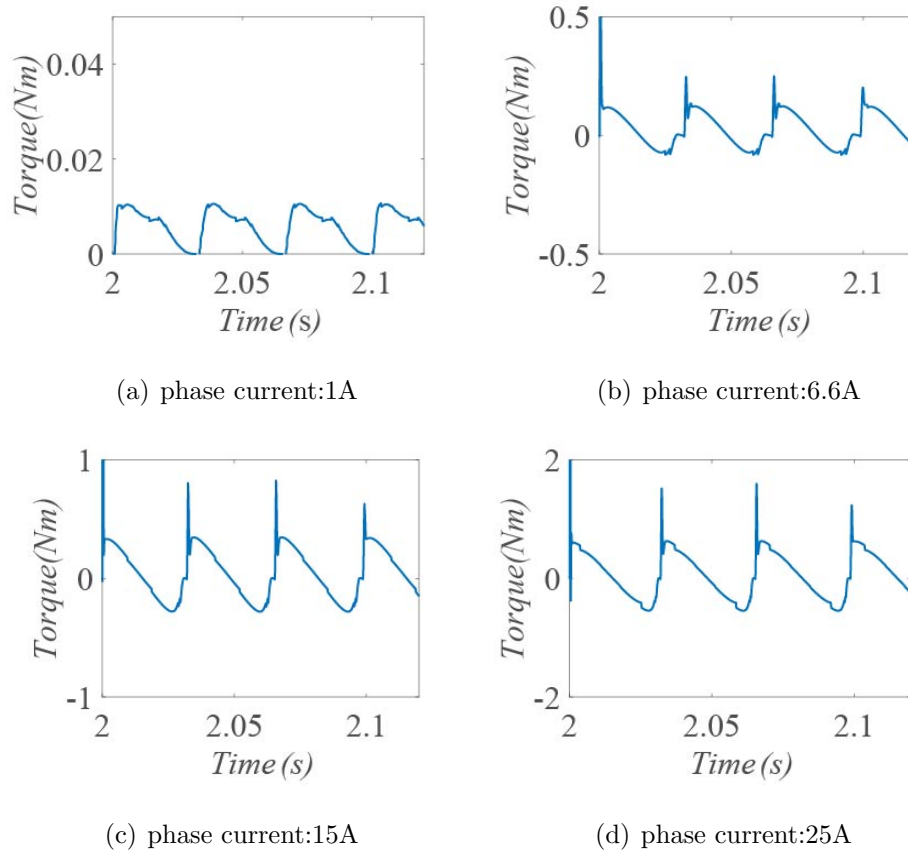 0.04
0.02
0
Torque(Nm)
2 2.05 2.1
Time (s)
(a) phase current:1A
0.5
0
-0.5
Torque(Nm)
2 2.05 2.1
Time (s)
(b) phase current:6.6A
1
0
-1
Torque(Nm)
2 2.05 2.1
Time (s)
(c) phase current:15A
2
0
-2
Torque(Nm)
2 2.05 2.1
Time (s)
(d) phase current:25A